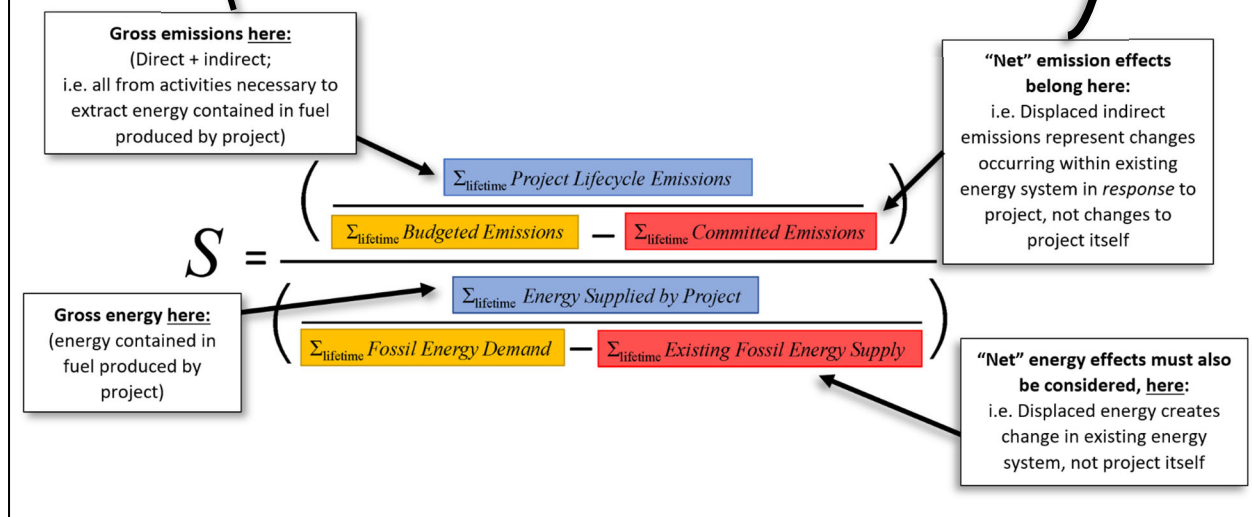 Gross emissions here:
(Direct + indirect;
i.e. all from activities necessary to
extract energy contained in fuel
produced by project)
“Net” emission effects
belong here:
i.e. Displaced indirect
emissions represent changes
occurring within existing
energy system in response to
project, not changes to
project itself
S =
( Σlifetime Project Lifecycle Emissions )
Σlifetime Budgeted Emissions — Σlifetime Committed Emissions
Gross energy here:
(energy contained in
fuel produced by
project)
( Σlifetime Energy Supplied by Project )
Σlifetime Fossil Energy Demand — Σlifetime Existing Fossil Energy Supply
“Net” energy effects must also
be considered, here:
i.e. Displaced energy creates
change in existing energy
system, not project itself